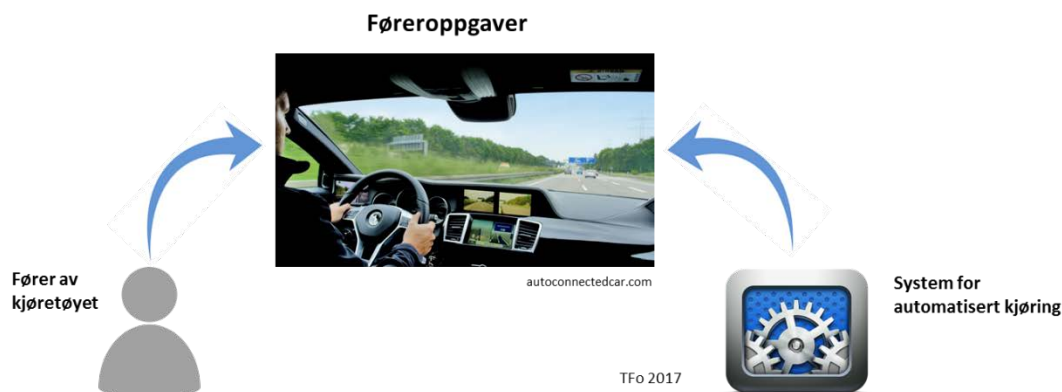 Føreroppgaver
autoconnectedcar.com
Fører av
kjøretøyet
System for
automatisert kjøring
TFo 2017